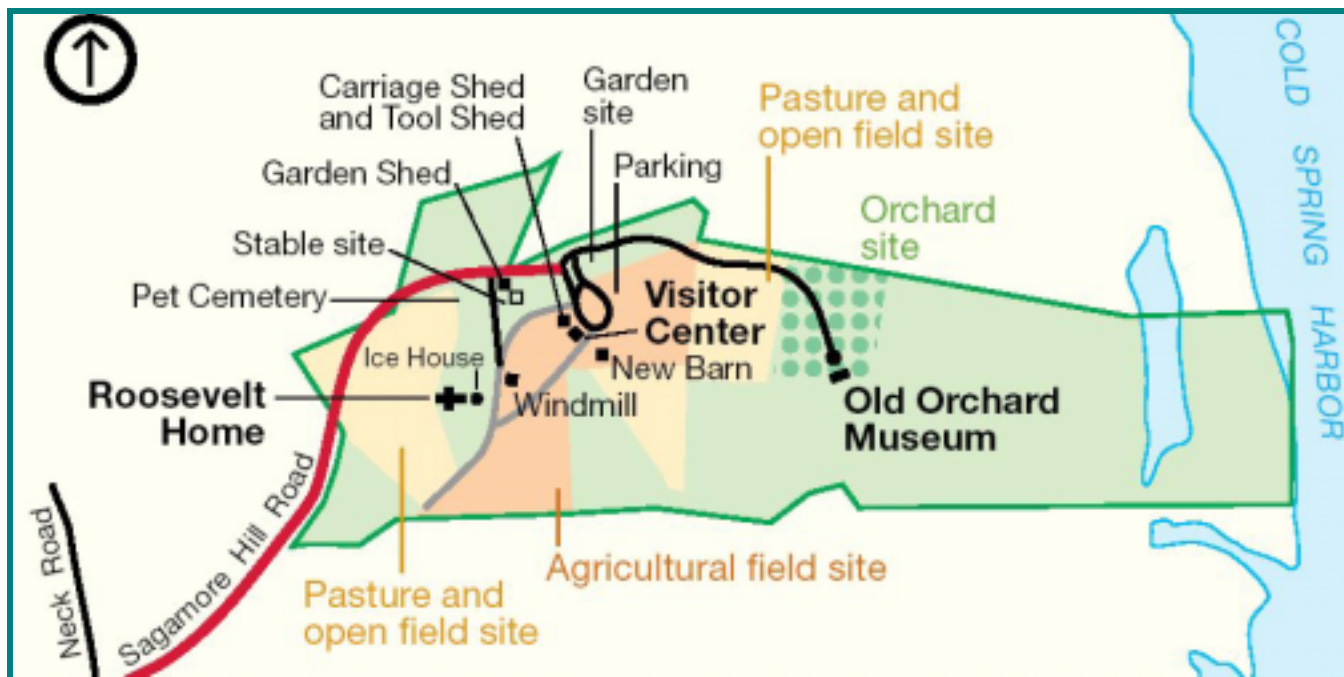 Carriage Shed
and Tool Shed
Garden
site
Pasture and
open field site
COLD SPRING HARBOR
Garden Shed
Parking
Orchard
site
Stable site
Pet Cemetery
Visitor
Center
Ice House
New Barn
Roosevelt
Home
Windmill
Old Orchard
Museum
Neck Road
Sagamore Hill Road
Agricultural field site
Pasture and
open field site